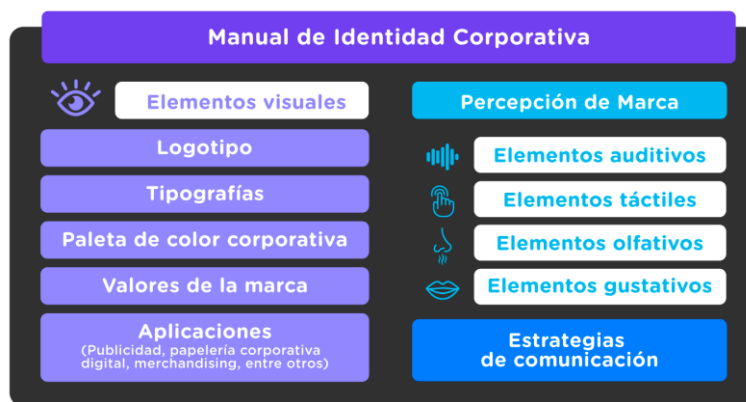 Manual de Identidad Corporativa
Elementos visuales
Logotipo
Tipografías
Paleta de color corporativa
Valores de la marca
Aplicaciones
(Publicidad, papelería corporativa
digital, merchandising, entre otros)
Percepción de Marca
Elementos auditivos
Elementos táctiles
Elementos olfativos
Elementos gustativos
Estrategias
de comunicación